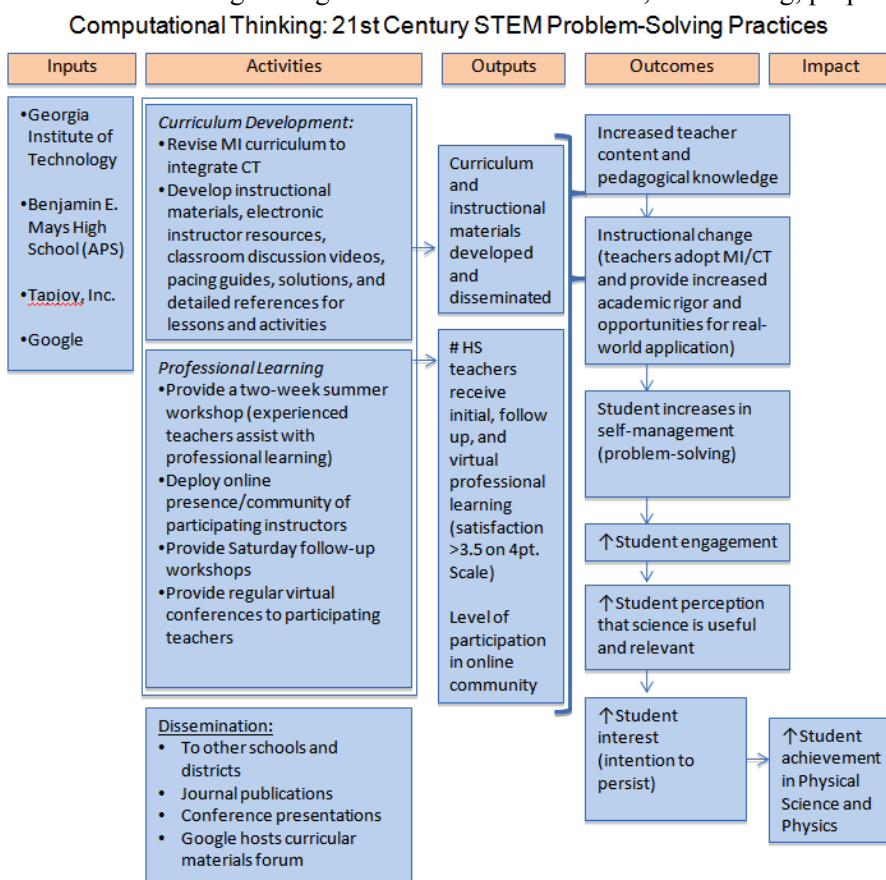 Computational Thinking: 21st Century STEM Problem-Solving Practices
Inputs
Activities
Outputs
Outcomes
Impact
•Georgia
Institute of
Technology
•Benjamin E.
Mays High
School (APS)
•Tapjoy, Inc.
•Google
Curriculum Development:
• Revise MI curriculum to
integrate CT
• Develop instructional
materials, electronic
instructor resources,
classroom discussion videos,
pacing guides, solutions, and
detailed references for
lessons and activities
Professional Learning
•Provide a two-week summer
workshop (experienced
teachers assist with
professional learning)
•Deploy online
presence/community of
participating instructors
•Provide Saturday follow-up
workshops
•Provide regular virtual
conferences to participating
teachers
Dissemination:
• To other schools and
districts
• Journal publications
• Conference presentations
• Google hosts curricular
materials forum
Curriculum
and
instructional
materials
developed
and
disseminated
# HS
teachers
receive
initial, follow
up, and
virtual
professional
learning
(satisfaction
>3.5 on 4pt.
Scale)
Level of
participation
in online
community
Increased teacher
content and
pedagogical knowledge
Instructional change
(teachers adopt MI/CT
and provide increased
academic rigor and
opportunities for real-
world application)
Student increases in
self-management
(problem-solving)
↑Student engagement
↑Student perception
that science is useful
and relevant
↑Student
interest
(intention to
persist)
↑Student
achievement
in Physical
Science and
Physics